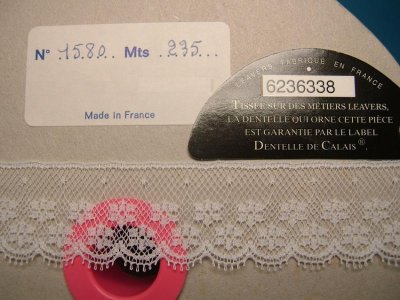 N° 1580.. Mts .235...
Made in France
LEAVERS FABRIQUÉ EN FRANCE
6236338
TISSÉE SUR DES MÉTIERS LEAVERS,
LA DENTELLE QUI ORNE CETTE PIÈCE
EST GARANTIE PAR LE LABEL
DENTELLE DE CALAIS®.